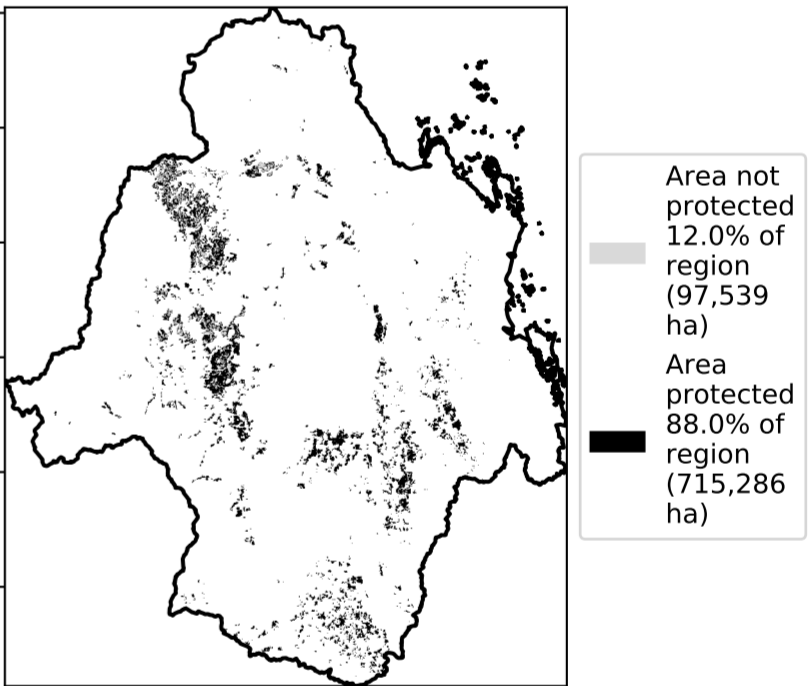 Area not
protected
12.0% of
region
(97,539
ha)
Area
protected
88.0% of
region
(715,286
ha)